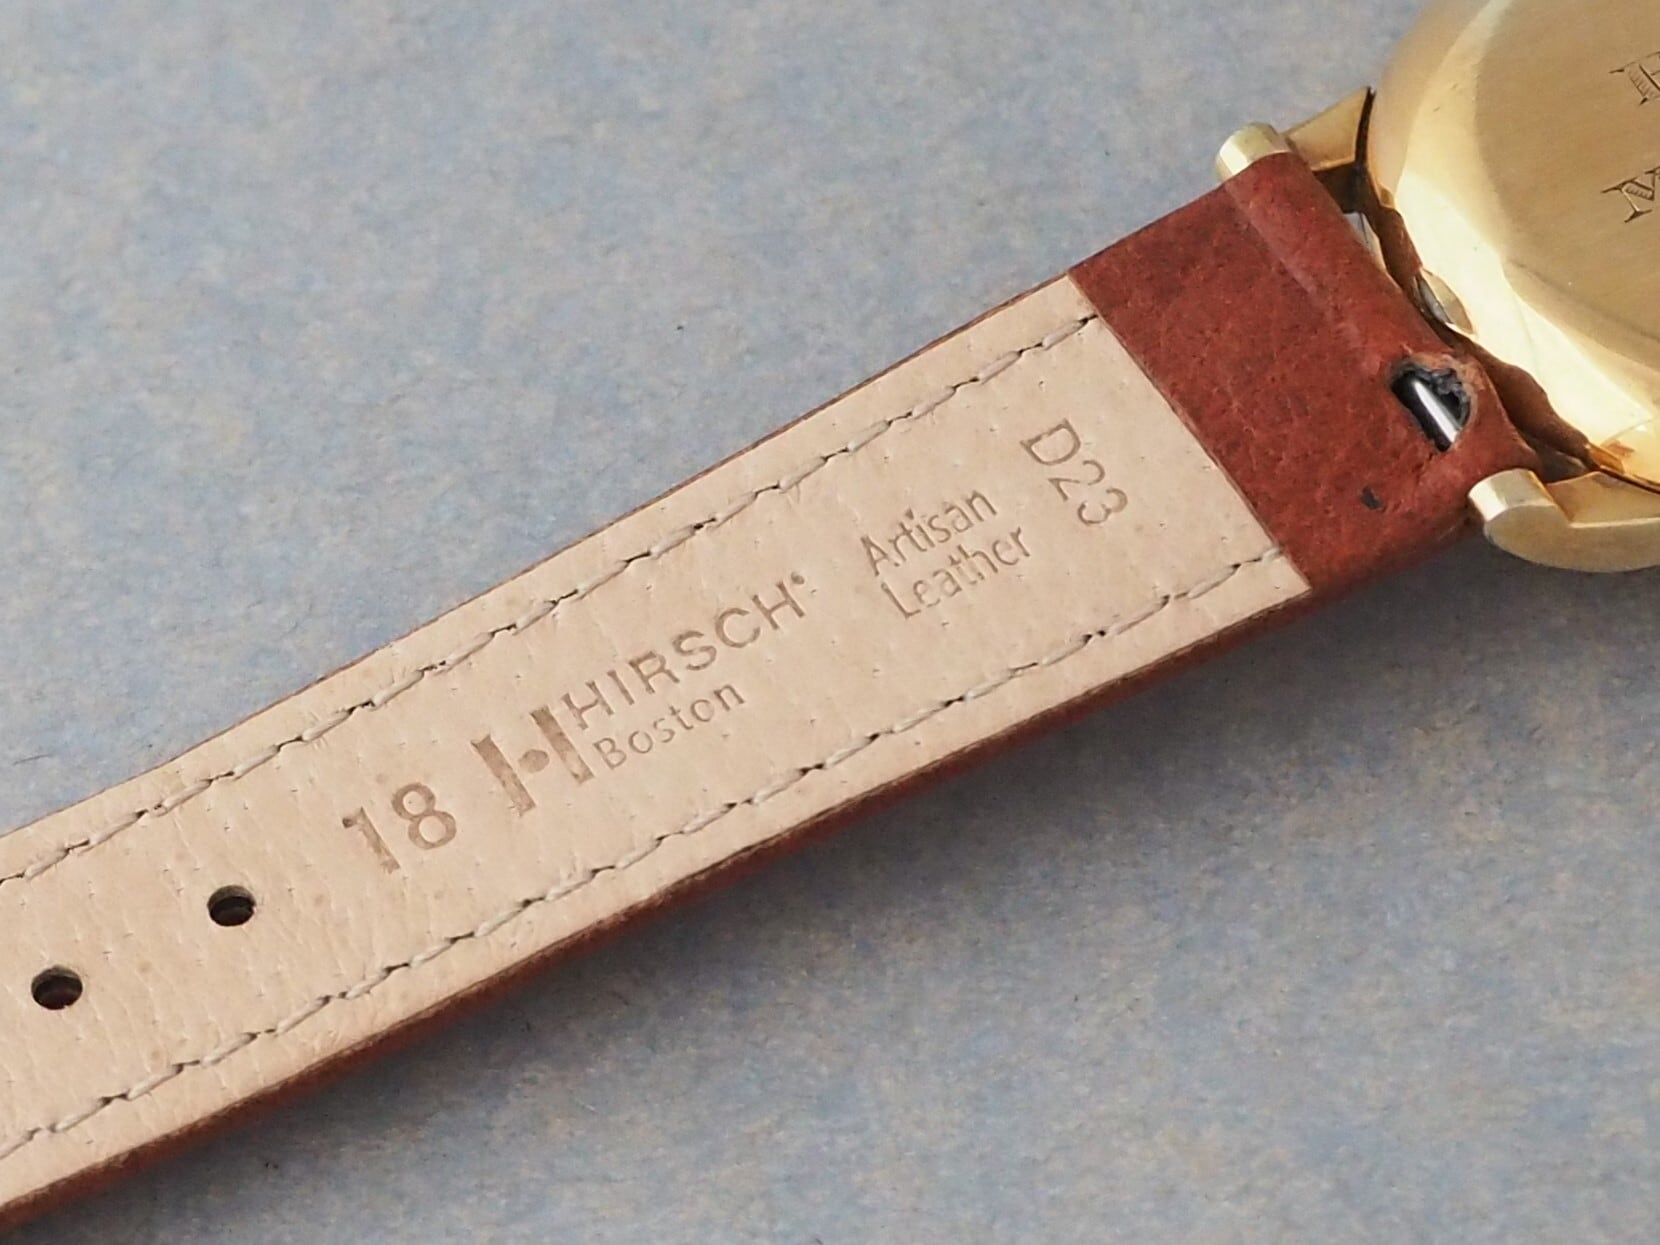 18
HIRSCH
Boston
Artisan
Leather
D23
M